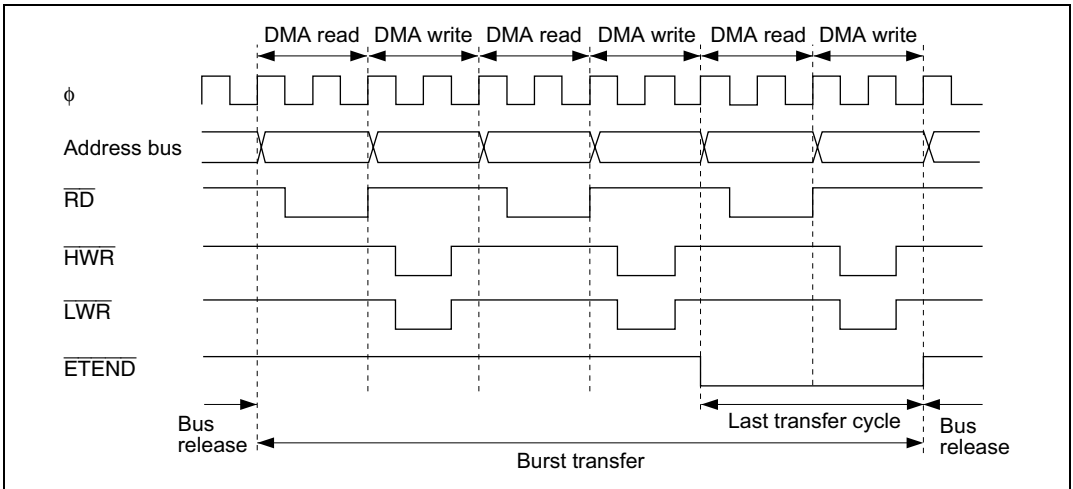 DMA read DMA write DMA read DMA write DMA read DMA write
φ
Address bus
RD
HWR
LWR
ETEND
Bus release
Last transfer cycle
Bus release
Burst transfer